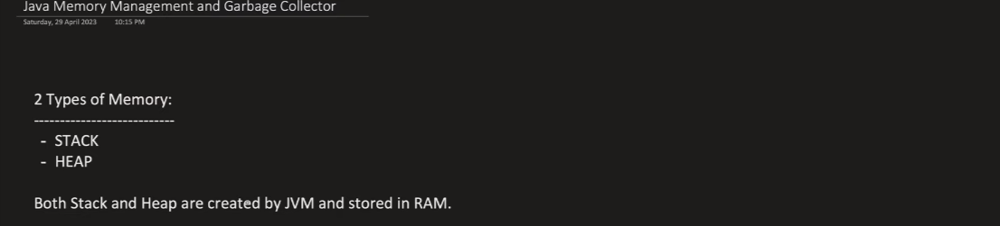 Java Memory Management and Garbage Collector
Saturday, 29 April 2023 10:15 PM
2 Types of Memory:
---------------------------
- STACK
- HEAP
Both Stack and Heap are created by JVM and stored in RAM.